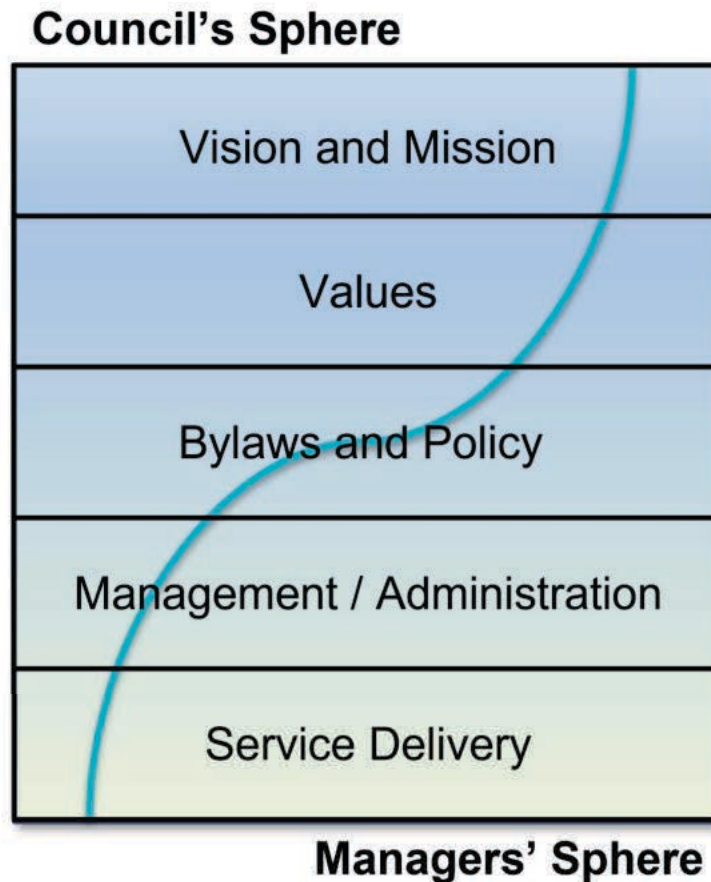 Council’s Sphere
Vision and Mission
Values
Bylaws and Policy
Management / Administration
Service Delivery
Managers’ Sphere